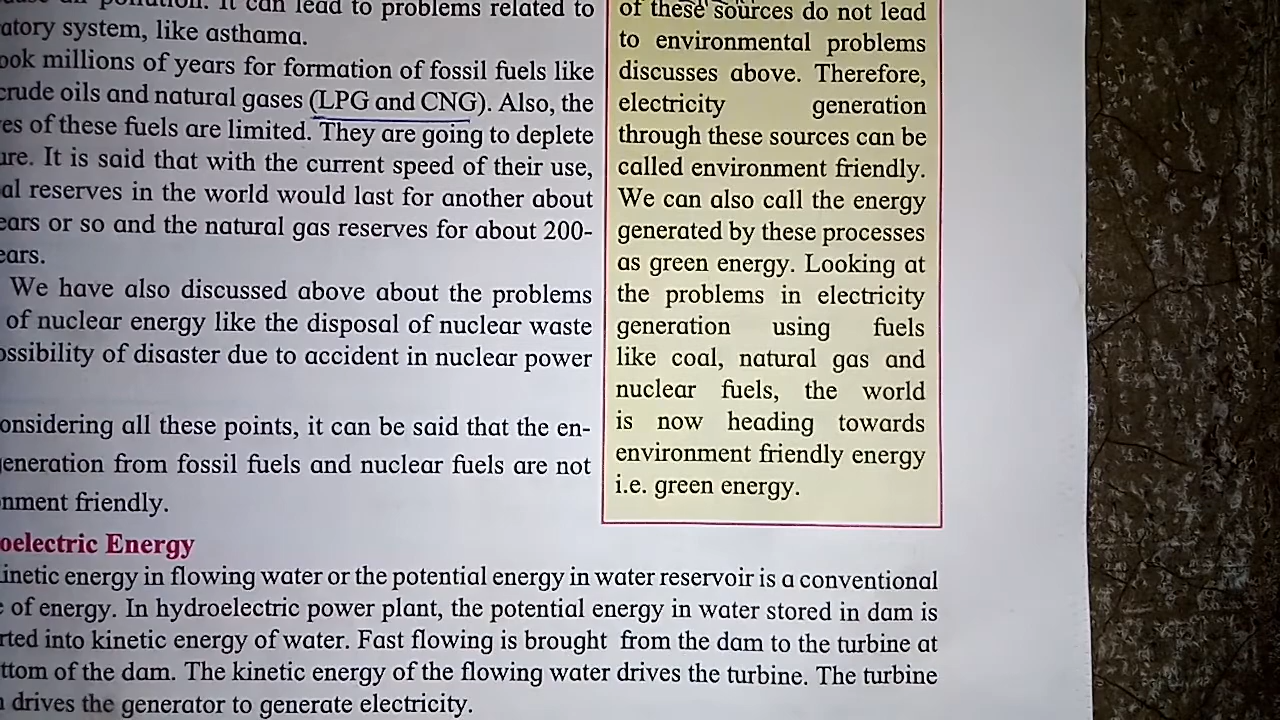 It can lead to problems related to
atory system, like asthama.
ook millions of years for formation of fossil fuels like
crude oils and natural gases (LPG and CNG). Also, the
es of these fuels are limited. They are going to deplete
ure. It is said that with the current speed of their use,
al reserves in the world would last for another about
ears or so and the natural gas reserves for about 200-
ears.
We have also discussed above about the problems
of nuclear energy like the disposal of nuclear waste
ossibility of disaster due to accident in nuclear power
onsidering all these points, it can be said that the en-
generation from fossil fuels and nuclear fuels are not
onment friendly.
of these sources do not lead
to environmental problems
discusses above. Therefore,
electricity generation
through these sources can be
called environment friendly.
We can also call the energy
generated by these processes
as green energy. Looking at
the problems in electricity
generation using fuels
like coal, natural gas and
nuclear fuels, the world
is now heading towards
environment friendly energy
i.e. green energy.
oelectric Energy
inetic energy in flowing water or the potential energy in water reservoir is a conventional
e of energy. In hydroelectric power plant, the potential energy in water stored in dam is
rted into kinetic energy of water. Fast flowing is brought from the dam to the turbine at
ttom of the dam. The kinetic energy of the flowing water drives the turbine. The turbine
drives the generator to generate electricity.